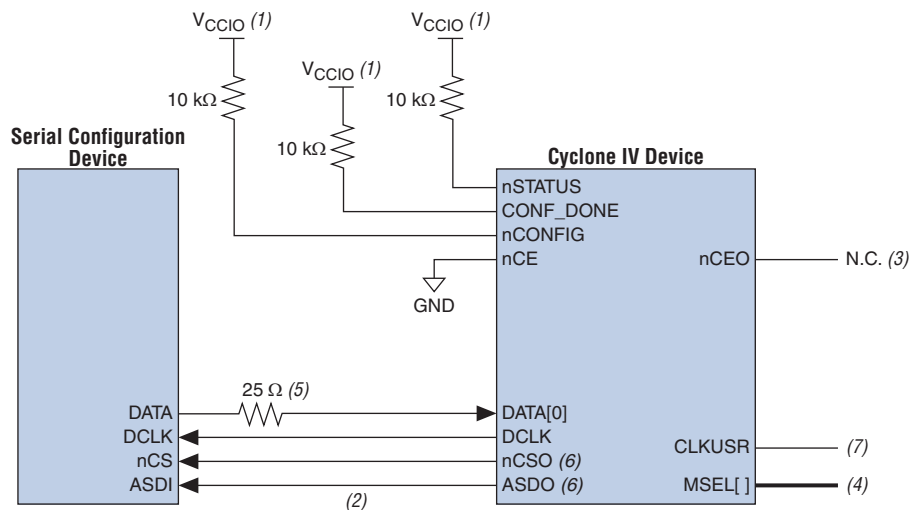 VCCIO (1)
VCCIO (1)
VCCIO (1)
10 kΩ
10 kΩ
10 kΩ
Serial Configuration
Device
Cyclone IV Device
nSTATUS
CONF_DONE
nCONFIG
nCE
nCEO
N.C. (3)
GND
25 Ω (5)
DATA
DATA[0]
DCLK
DCLK
nCS
nCSO (6)
ASDI
ASDO (6)
(2)
CLKUSR
(7)
MSEL[ ]
(4)